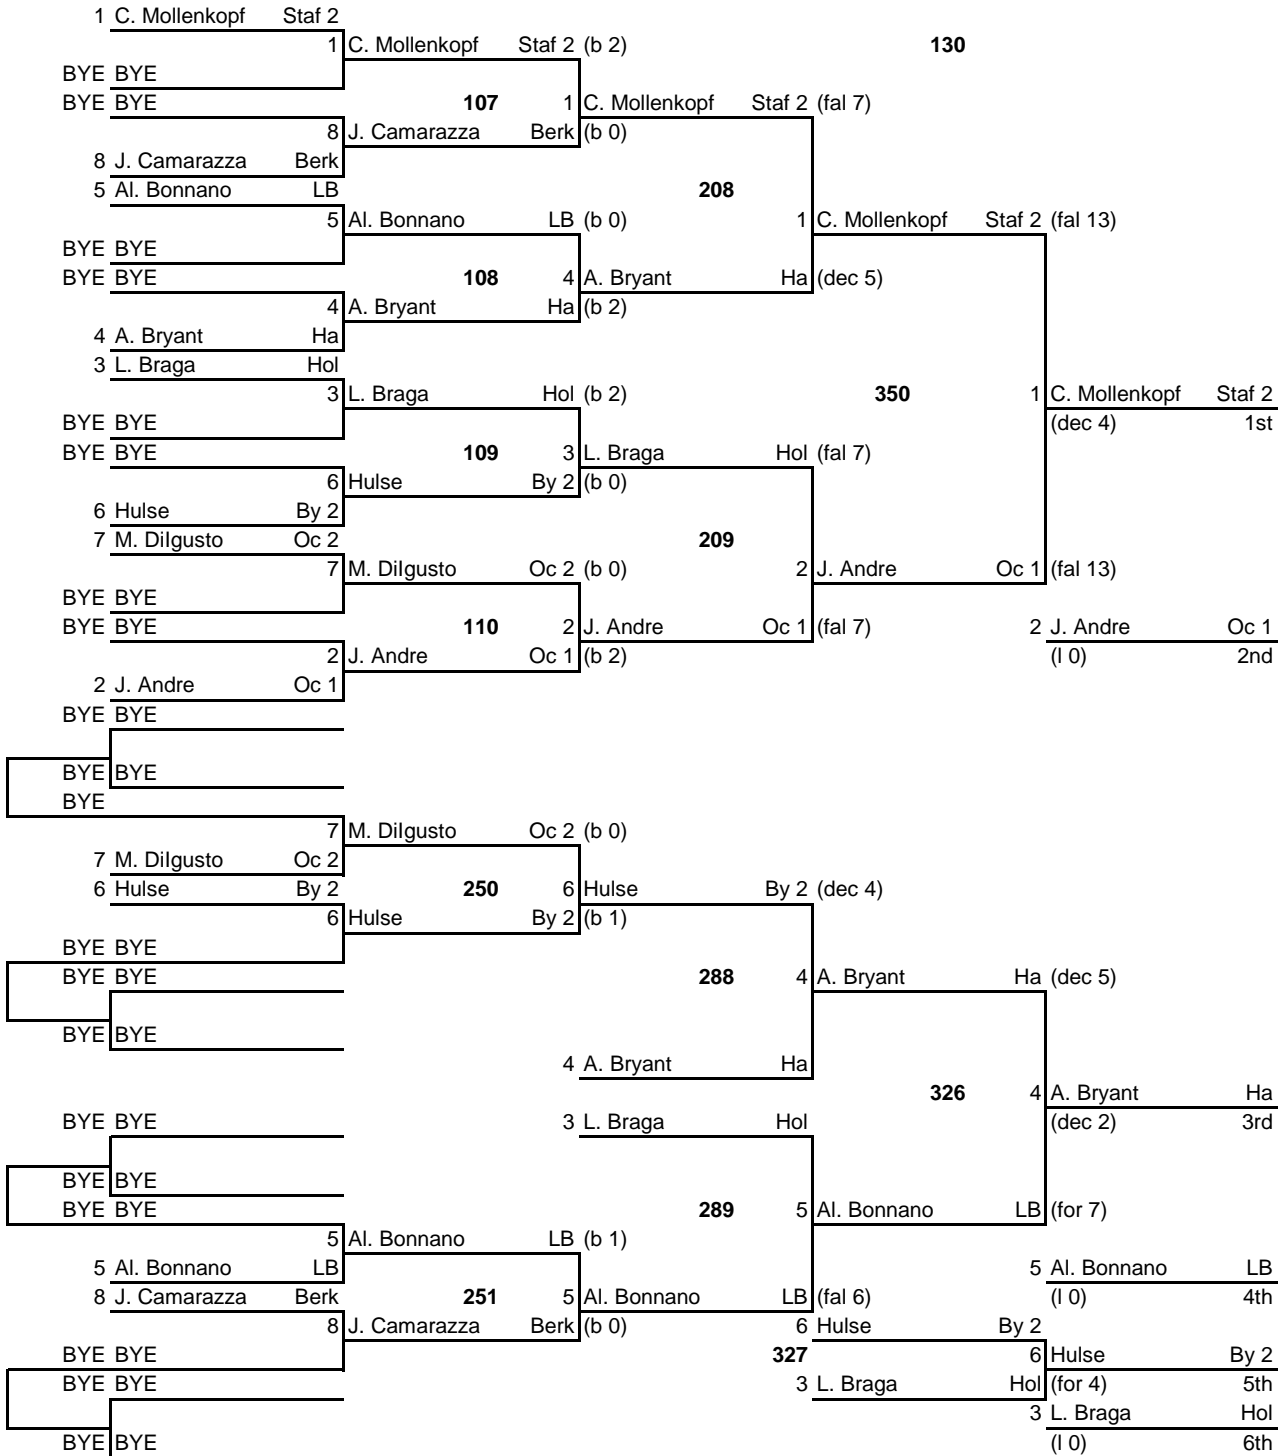 1 C. Mollenkopf Staf 2
1 C. Mollenkopf Staf 2 (b 2) 130
BYE BYE
BYE BYE 107 1 C. Mollenkopf Staf 2 (fal 7)
8 J. Camarazza Berk (b 0)
8 J. Camarazza Berk
5 Al. Bonnano LB 208
5 Al. Bonnano LB (b 0) 1 C. Mollenkopf Staf 2 (fal 13)
BYE BYE
BYE BYE 108 4 A. Bryant Ha (dec 5)
4 A. Bryant Ha (b 2)
4 A. Bryant Ha
3 L. Braga Hol
3 L. Braga Hol (b 2) 350 1 C. Mollenkopf Staf 2
BYE BYE (dec 4) 1st
BYE BYE 109 3 L. Braga Hol (fal 7)
6 Hulse By 2 (b 0)
6 Hulse By 2
7 M. DiIgusto Oc 2 209
7 M. DiIgusto Oc 2 (b 0) 2 J. Andre Oc 1 (fal 13)
BYE BYE
BYE BYE 110 2 J. Andre Oc 1 (fal 7) 2 J. Andre Oc 1
2 J. Andre Oc 1 (b 2) (l 0) 2nd
2 J. Andre Oc 1
BYE BYE
BYE BYE
BYE
7 M. DiIgusto Oc 2 (b 0)
7 M. DiIgusto Oc 2
6 Hulse By 2 250 6 Hulse By 2 (dec 4)
6 Hulse By 2 (b 1)
BYE BYE
BYE BYE 288 4 A. Bryant Ha (dec 5)
BYE BYE
4 A. Bryant Ha
326 4 A. Bryant Ha
BYE BYE 3 L. Braga Hol (dec 2) 3rd
BYE BYE
BYE BYE 289 5 Al. Bonnano LB (for 7)
5 Al. Bonnano LB (b 1)
5 Al. Bonnano LB 5 Al. Bonnano LB
8 J. Camarazza Berk 251 5 Al. Bonnano LB (fal 6) (l 0) 4th
8 J. Camarazza Berk (b 0) 6 Hulse By 2
BYE BYE 327 6 Hulse By 2
BYE BYE 3 L. Braga Hol (for 4) 5th
3 L. Braga Hol
BYE BYE (l 0) 6th